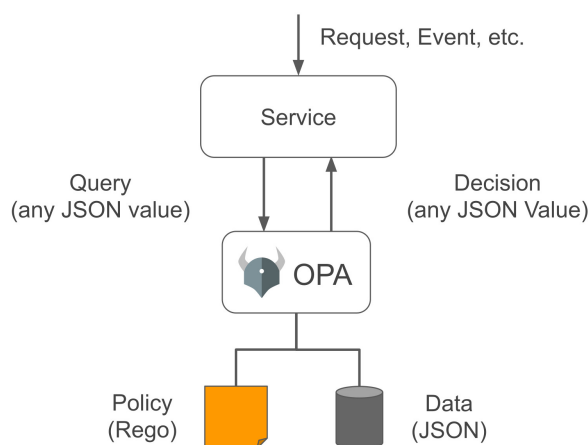 Request, Event, etc.
Service
Query
(any JSON value)
Decision
(any JSON Value)
OPA
Policy
(Rego)
Data
(JSON)